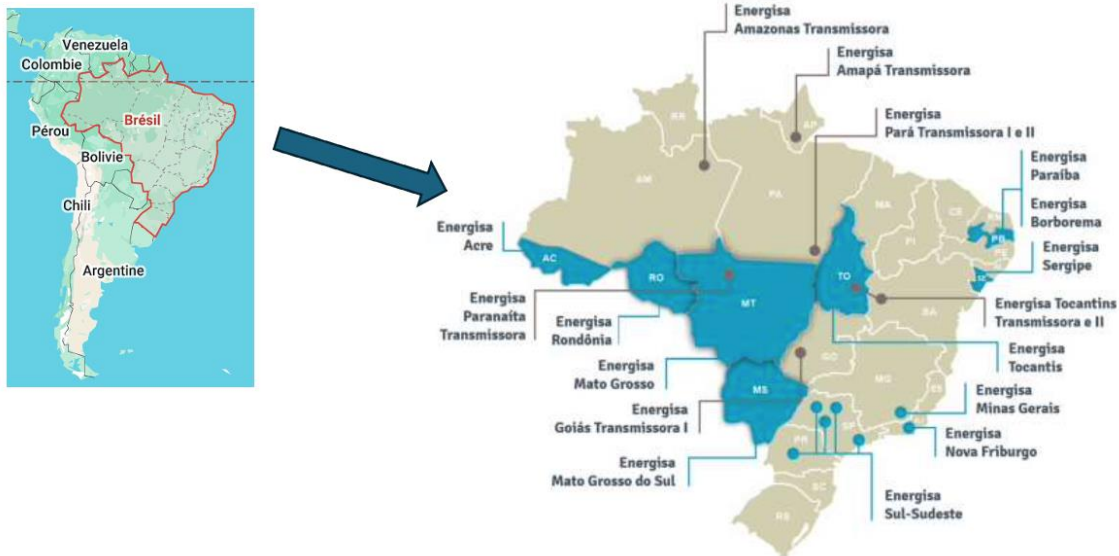 Venezuela
Colombie
Brésil
Pérou
Bolivie
Chili
Argentine
Energisa
Amazonas Transmissora
Energisa
Amapá Transmissora
Energisa
Pará Transmissora I e II
Energisa
Paraíba
Energisa
Borborema
Energisa
Sergipe
Energisa Tocantins
Transmissora e II
Energisa
Tocantis
Energisa
Minas Gerais
Energisa
Nova Friburgo
Energisa
Sul-Sudeste
Energisa
Acre
Energisa
Paranaíta
Transmissora
Energisa
Rondônia
Energisa
Mato Grosso
Energisa
Goiás Transmissora I
Energisa
Mato Grosso do Sul
RR
AP
AM
PA
MA
CE
PB
PE
PI
AC
RO
MT
TO
SE
BA
GO
MG
ES
MS
SP
PR
SC
RS